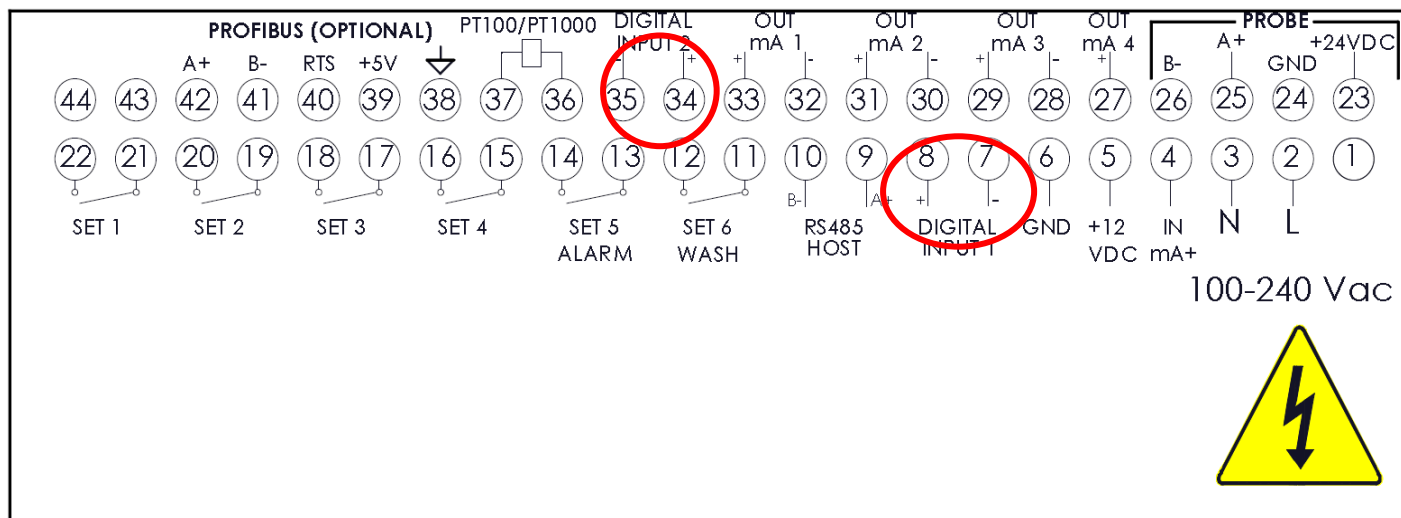 PROFIBUS (OPTIONAL) PT100/PT1000 DIGITAL INPUT 2 OUT mA 1 OUT mA 2 OUT mA 3 OUT mA 4 PROBE
A+ B- RTS +5V - + + - + - + - + B- A+ GND +24VDC
44 43 42 41 40 39 38 37 36 35 34 33 32 31 30 29 28 27 26 25 24 23
22 21 20 19 18 17 16 15 14 13 12 11 10 9 8 7 6 5 4 3 2 1
B- A+ + -
SET 1 SET 2 SET 3 SET 4 SET 5 SET 6 RS485 DIGITAL GND +12 IN N L
ALARM WASH HOST INPUT 1 VDC mA+
100-240 Vac